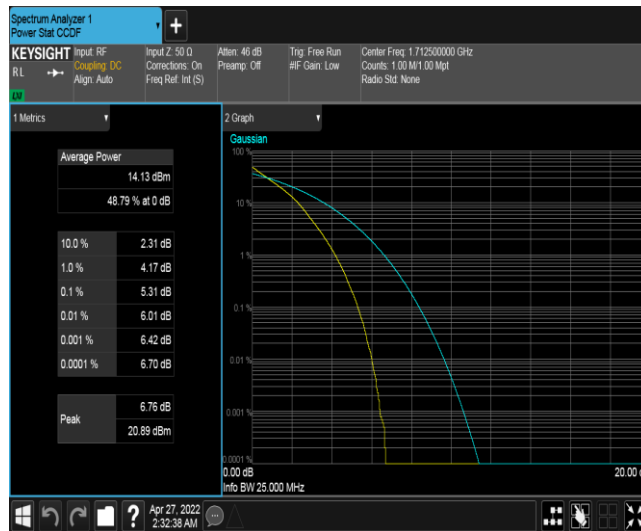 Spectrum Analyzer 1
Power Stat CCDF
+
KEYSIGHT
RL
Input: RF
Coupling: DC
Align: Auto
Input Z: 50 Ω
Corrections: On
Freq Ref: Int (S)
Atten: 46 dB
Preamp: Off
Trig: Free Run
#IF Gain: Low
Center Freq: 1.712500000 GHz
Counts: 1.00 M/1.00 Mpt
Radio Std: None
1 Metrics
Average Power
14.13 dBm
48.79 % at 0 dB
10.0 % 2.31 dB
1.0 % 4.17 dB
0.1 % 5.31 dB
0.01 % 6.01 dB
0.001 % 6.42 dB
0.0001 % 6.70 dB
Peak
6.76 dB
20.89 dBm
2 Graph
Gaussian
100 %
10 %
1 %
0.1 %
0.01 %
0.001 %
0.0001 %
0.00 dB
20.00
Info BW 25.000 MHz
?
Apr 27, 2022
2:32:38 AM